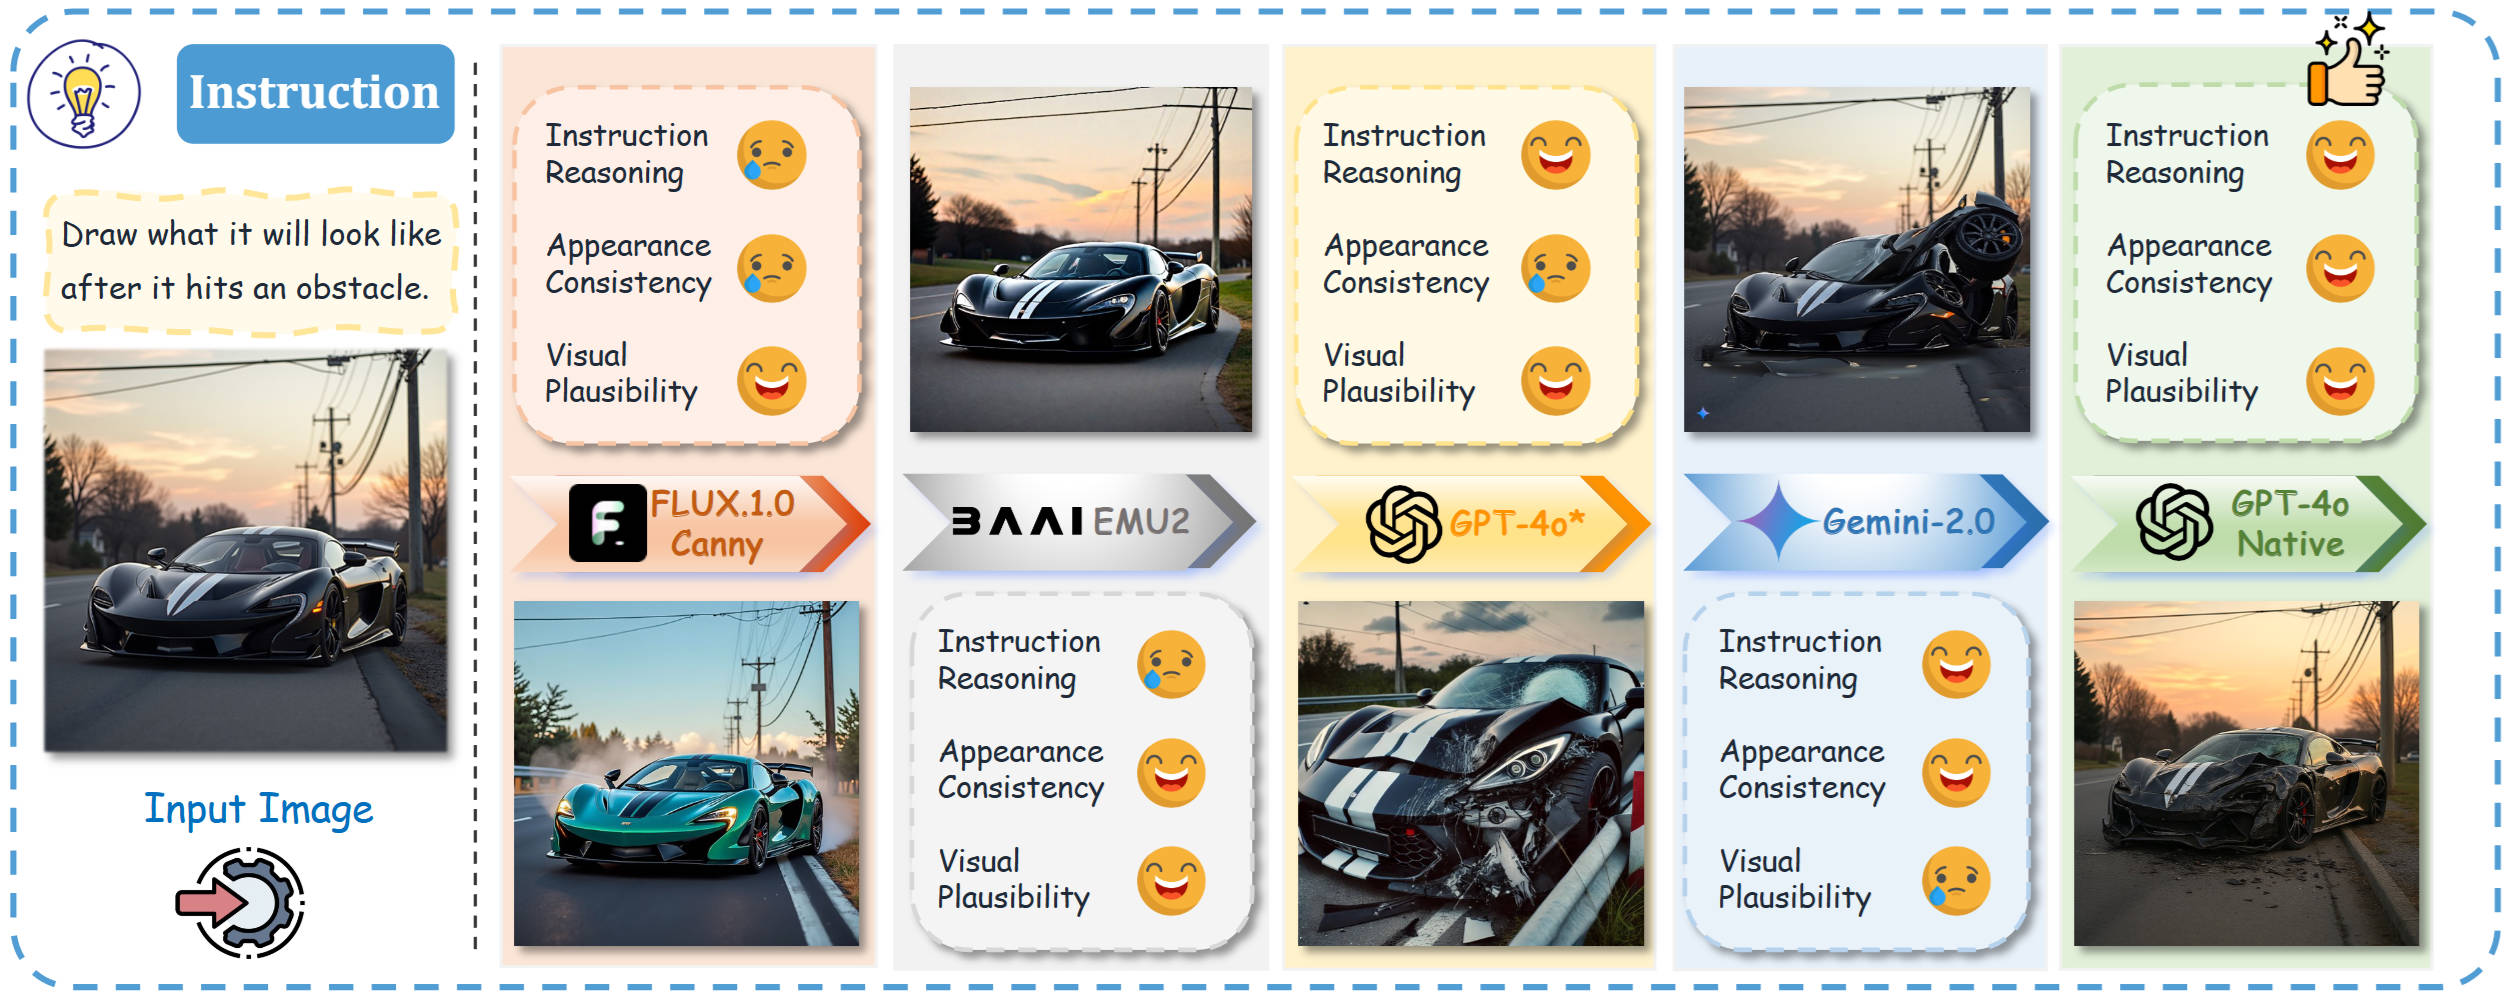 Instruction
Draw what it will look like
after it hits an obstacle.
Input Image
Instruction
Reasoning
Appearance
Consistency
Visual
Plausibility
F.
FLUX.1.0
Canny
BAAI EMU2
Instruction
Reasoning
Appearance
Consistency
Visual
Plausibility
Instruction
Reasoning
Appearance
Consistency
Visual
Plausibility
GPT-4o*
Gemini-2.0
Instruction
Reasoning
Appearance
Consistency
Visual
Plausibility
Instruction
Reasoning
Appearance
Consistency
Visual
Plausibility
GPT-4o
Native